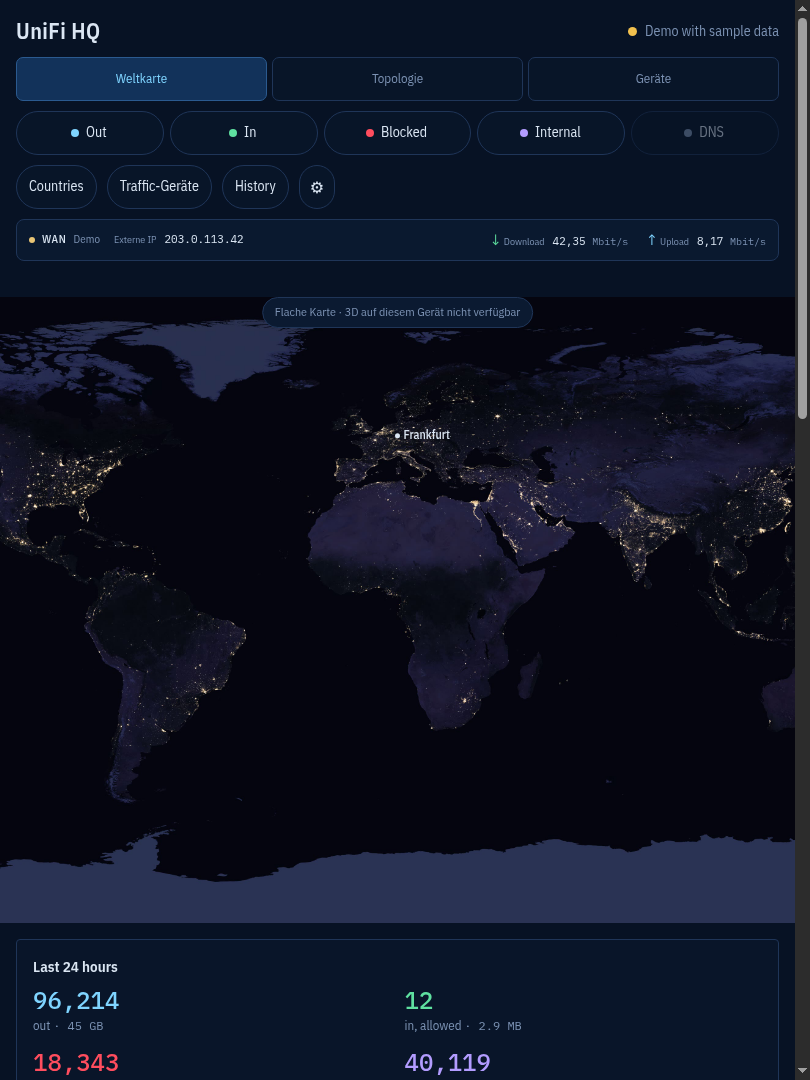 UniFi HQ
Demo with sample data
Weltkarte
Topologie
Geräte
Out
In
Blocked
Internal
DNS
Countries
Traffic-Geräte
History
WAN Demo Externe IP 203.0.113.42
↓ Download 42,35 Mbit/s ↑ Upload 8,17 Mbit/s
Flache Karte · 3D auf diesem Gerät nicht verfügbar
Frankfurt
Last 24 hours
96,214
out · 45 GB
12
in, allowed · 2.9 MB
18,343
40,119